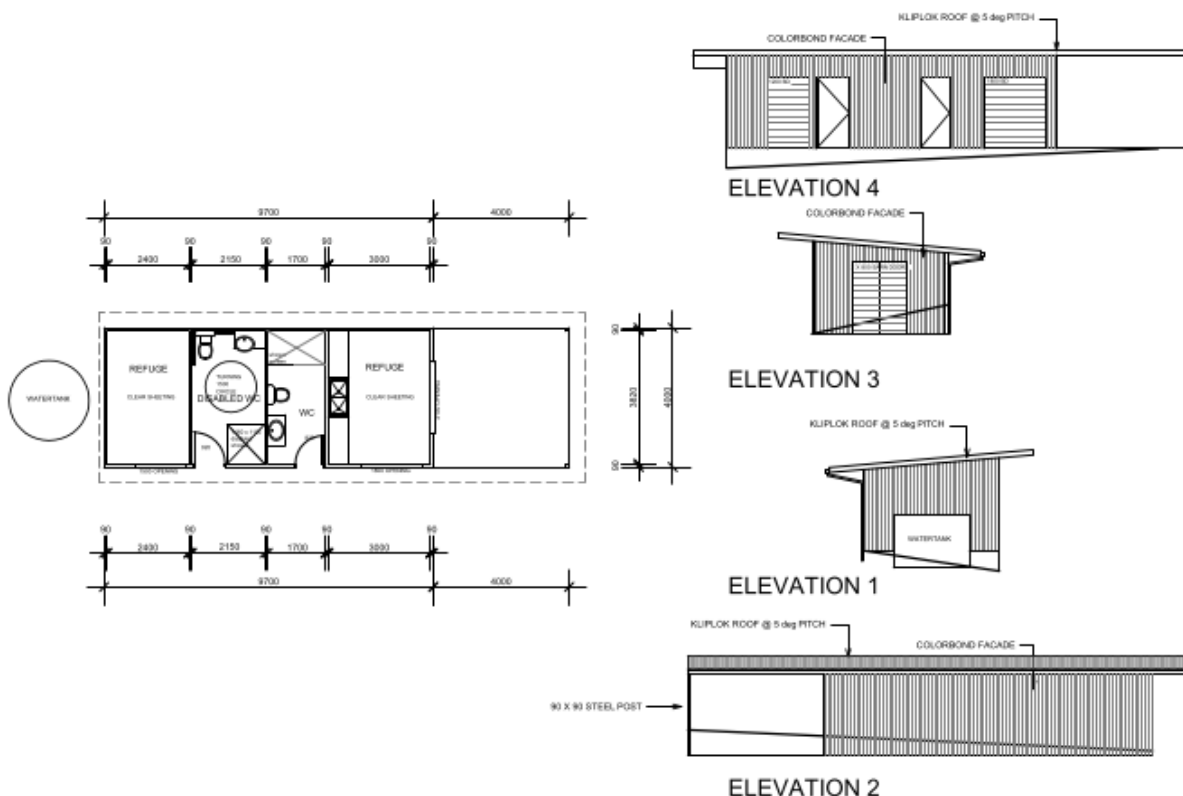 KLIPLOK ROOF @ 5 deg PITCH
COLORBOND FACADE
ELEVATION 4
COLORBOND FACADE
ELEVATION 3
KLIPLOK ROOF @ 5 deg PITCH
WATERTANK
ELEVATION 1
KLIPLOK ROOF @ 5 deg PITCH
COLORBOND FACADE
90 X 90 STEEL POST
ELEVATION 2
9700
4000
90
90
90
90
90
2400
2150
1700
3000
WATERTANK
REFUGE
CLEAR SHEETING
TURNING
CIRCLE
DISABLED WC
WC
REFUGE
CLEAR SHEETING
90
3820
4000
90
90
90
90
90
90
2400
2150
1700
3000
9700
4000